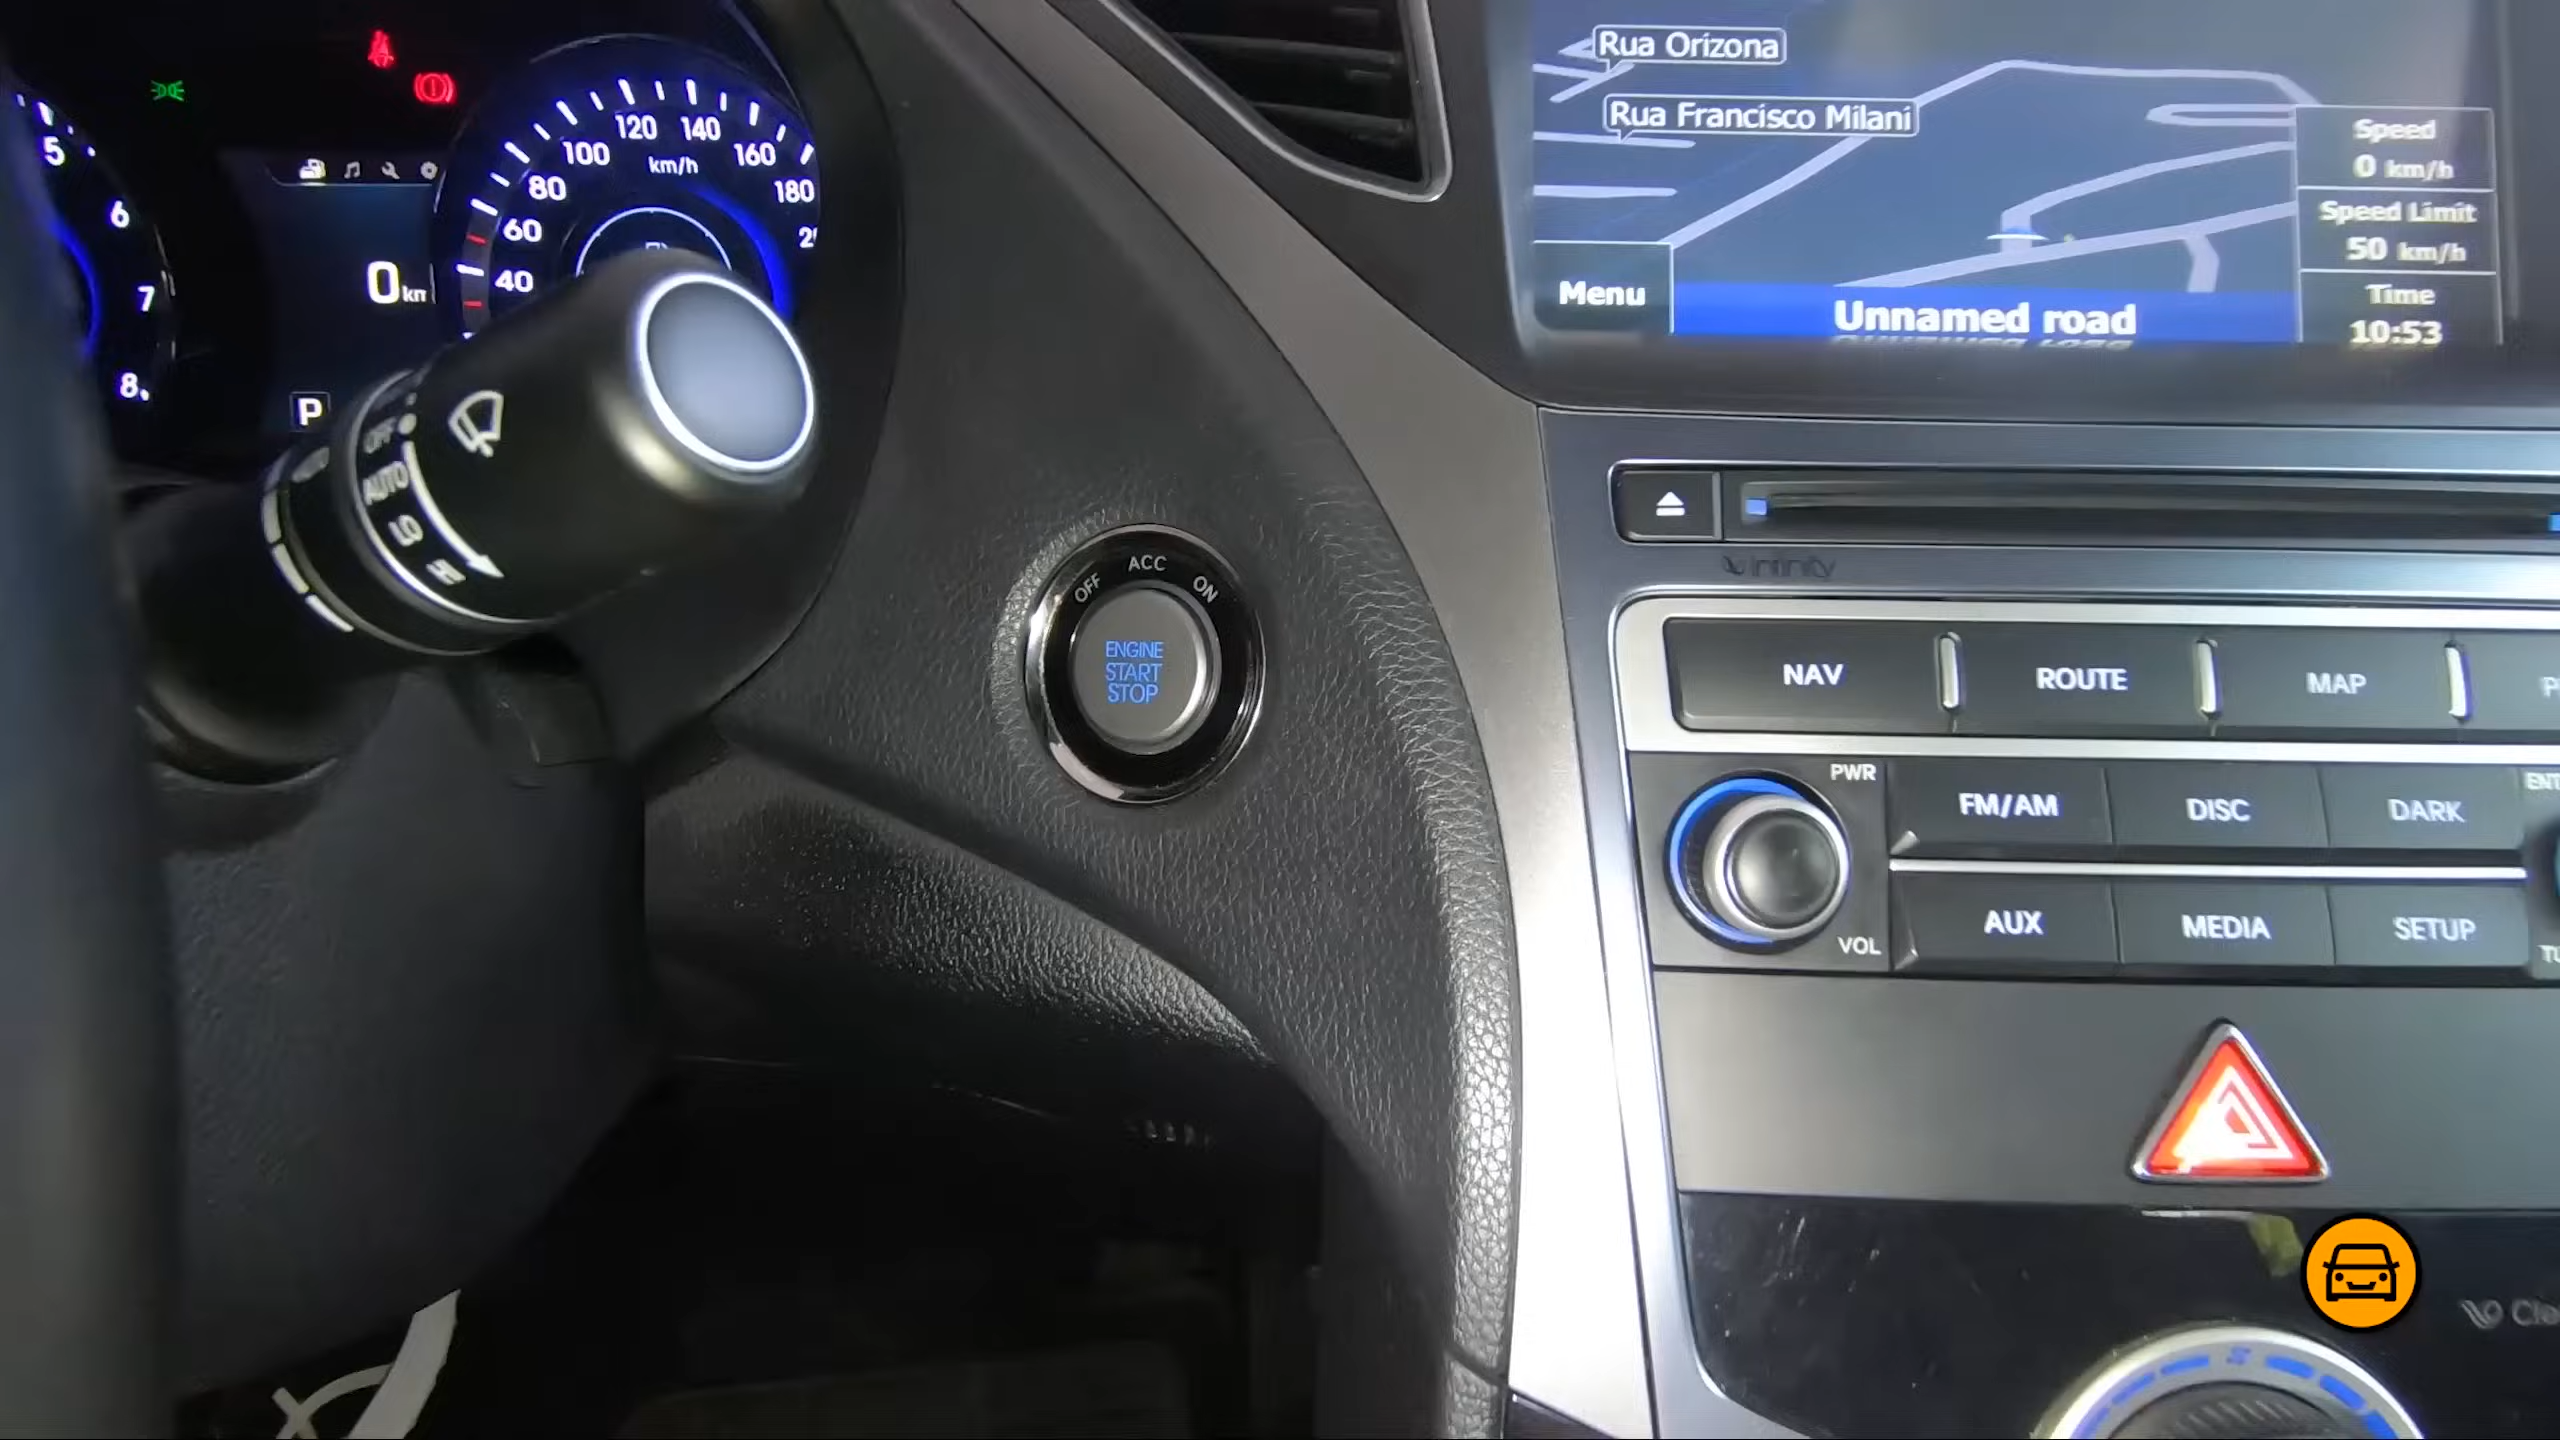 5
6
7
8
0 km
P
40
60
80
100
120
140
160
180
km/h
OFF
AUTO
LO
HI
OFF
ACC
ON
ENGINE
START
STOP
Rua Orizona
Rua Francisco Milani
Speed
0 km/h
Speed Limit
50 km/h
Time
10:53
Menu
Unnamed road
infinity
NAV
ROUTE
MAP
PWR
VOL
FM/AM
DISC
DARK
AUX
MEDIA
SETUP